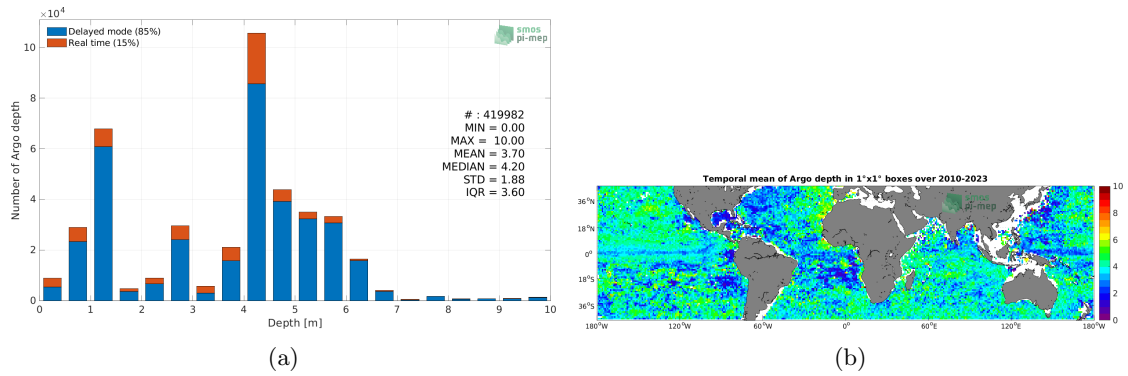 ×10⁴
Delayed mode (85%)
Real time (15%)
smos
pi-mep
10
8
6
4
2
0
Number of Argo depth
# : 419982
MIN = 0.00
MAX = 10.00
MEAN = 3.70
MEDIAN = 4.20
STD = 1.88
IQR = 3.60
0 1 2 3 4 5 6 7 8 9 10
Depth [m]
(a)
Temporal mean of Argo depth in 1°x1° boxes over 2010-2023
smos
pi-mep
36°N
18°N
0°
18°S
36°S
180°W 120°W 60°W 0° 60°E 120°E 180°W
10
8
6
4
2
0
(b)